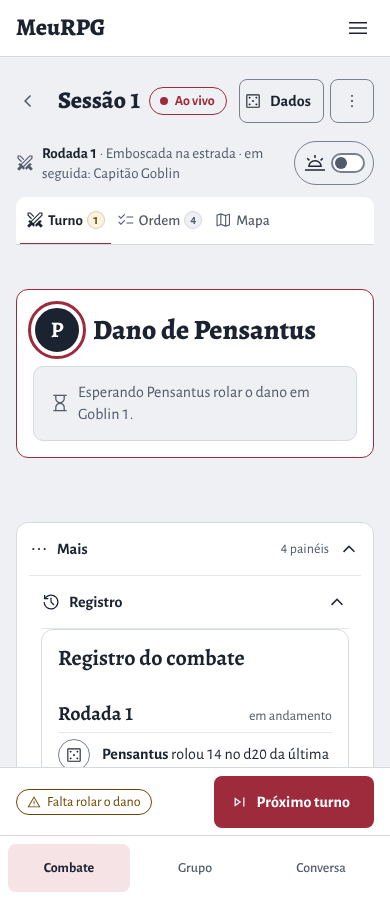 MeuRPG
Sessão 1
Ao vivo
Dados
Rodada 1 · Emboscada na estrada · em
seguida: Capitão Goblin
Turno 1
Ordem 4
Mapa
P
Dano de Pensantus
Esperando Pensantus rolar o dano em
Goblin 1.
Mais
4 painéis
Registro
Registro do combate
Rodada 1
em andamento
Pensantus rolou 14 no d20 da última
Falta rolar o dano
Próximo turno
Combate
Grupo
Conversa